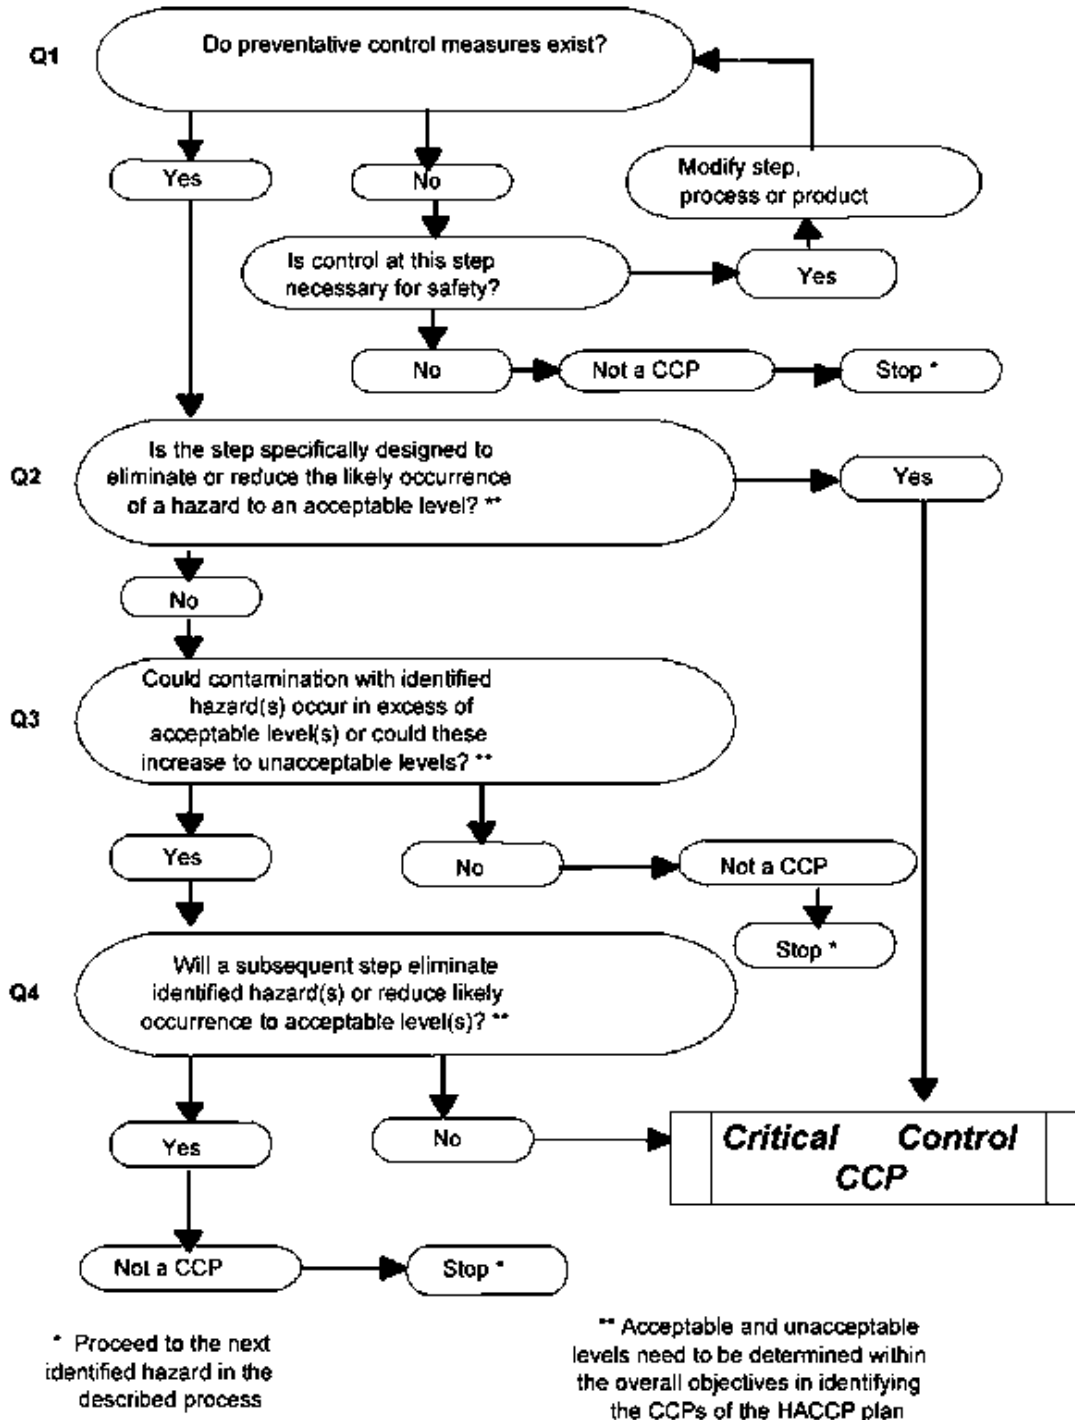 Q1
Do preventative control measures exist?
Yes
No
Modify step,
process or product
Is control at this step
necessary for safety?
Yes
No
Not a CCP
Stop *
Q2
Is the step specifically designed to
eliminate or reduce the likely occurrence
of a hazard to an acceptable level? **
Yes
No
Q3
Could contamination with identified
hazard(s) occur in excess of
acceptable level(s) or could these
increase to unacceptable levels? **
Yes
No
Not a CCP
Stop *
Q4
Will a subsequent step eliminate
identified hazard(s) or reduce likely
occurrence to acceptable level(s)? **
Yes
No
Critical Control
CCP
Not a CCP
Stop *
* Proceed to the next
identified hazard in the
described process
** Acceptable and unacceptable
levels need to be determined within
the overall objectives in identifying
the CCPs of the HACCP plan